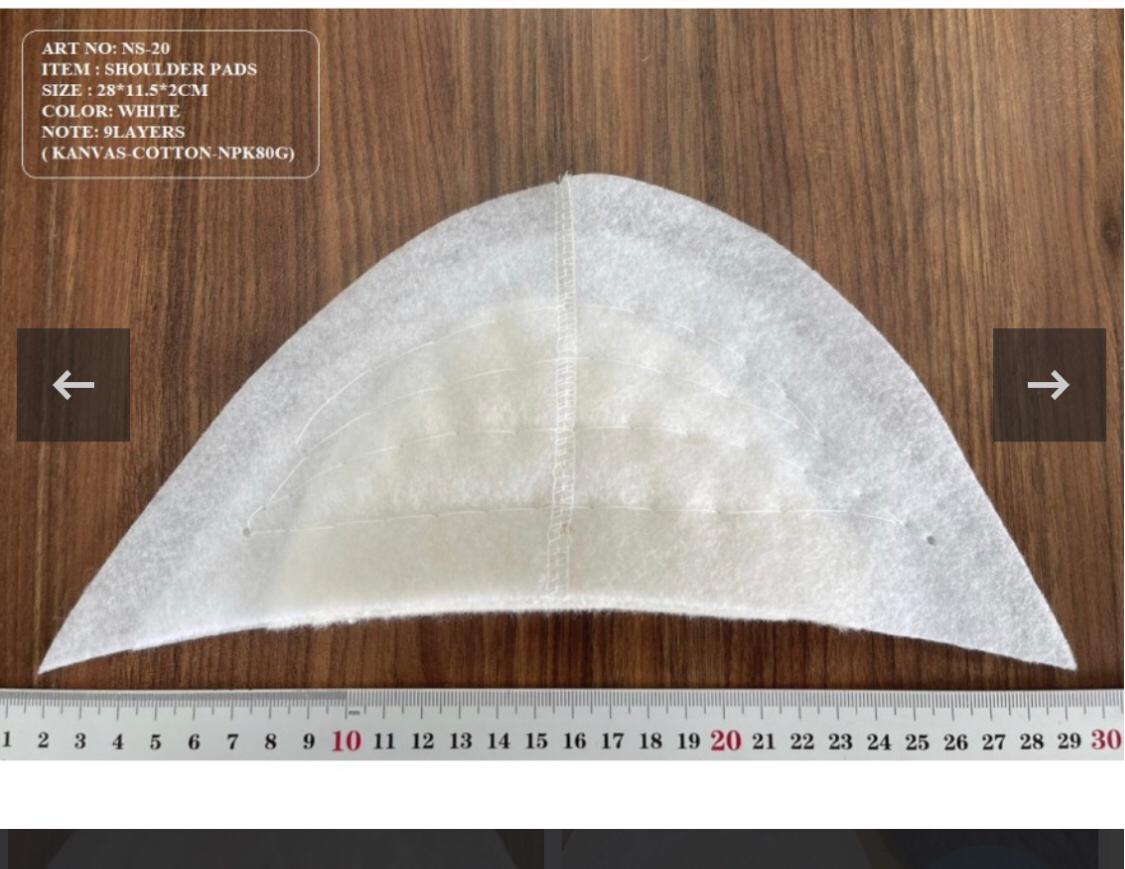 ART NO: NS-20
ITEM : SHOULDER PADS
SIZE : 28*11.5*2CM
COLOR: WHITE
NOTE: 9LAYERS
( KANVAS-COTTON-NPK80G)
1 2 3 4 5 6 7 8 9 10 11 12 13 14 15 16 17 18 19 20 21 22 23 24 25 26 27 28 29 30